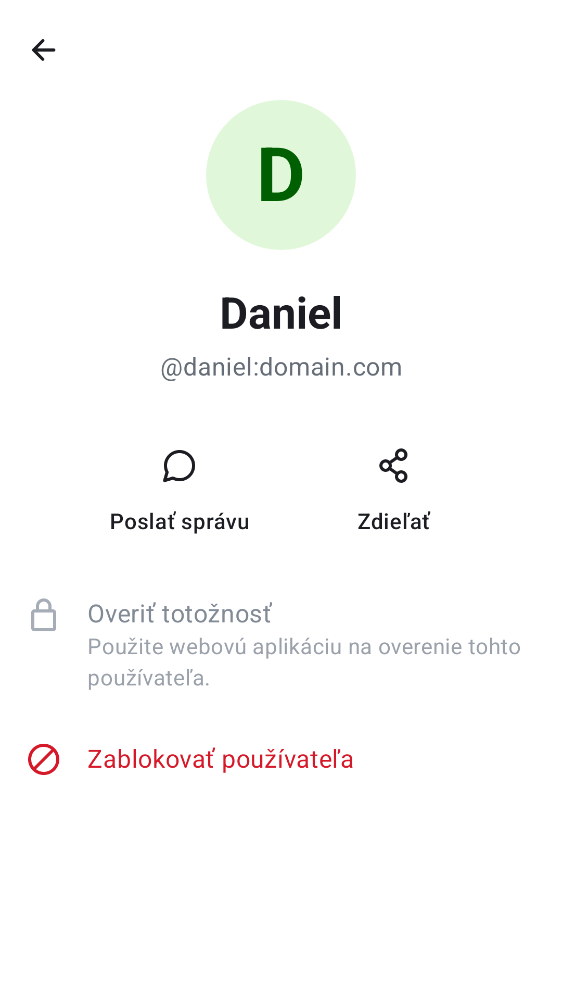 D
Daniel
@daniel:domain.com
Poslať správu
Zdieľať
Overiť totožnosť
Použite webovú aplikáciu na overenie tohto
používateľa.
Zablokovať používateľa